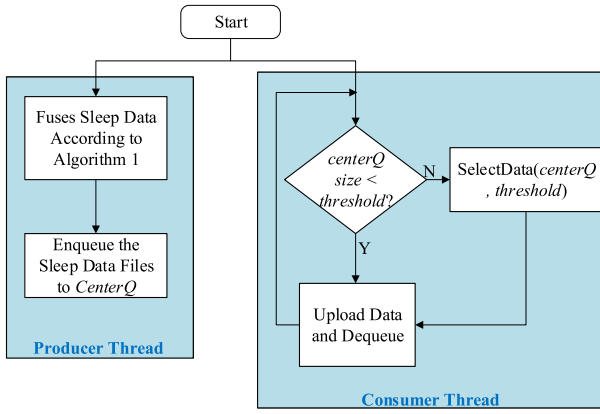 Start
Fuses Sleep Data
According to
Algorithm 1
Enqueue the
Sleep Data Files
to CenterQ
Producer Thread
centerQ
size <
threshold?
N
Y
SelectData(centerQ
, threshold)
Upload Data
and Dequeue
Consumer Thread